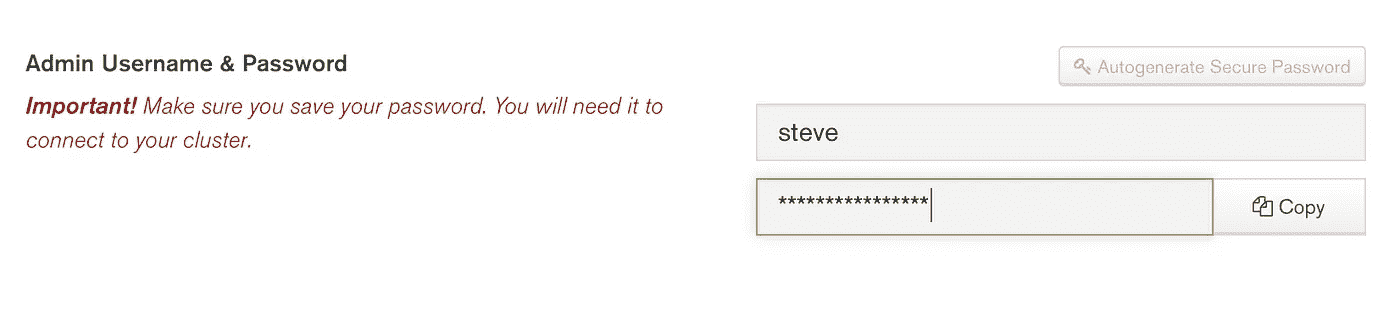 Admin Username & Password
Important! Make sure you save your password. You will need it to
connect to your cluster.
Autogenerate Secure Password
steve
****************
Copy